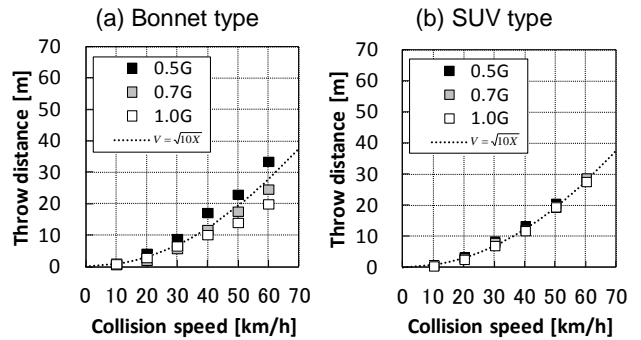 (a) Bonnet type
Throw distance [m]
70
60
50
40
30
20
10
0
0.5G
0.7G
1.0G
V = √10X
0 10 20 30 40 50 60 70
Collision speed [km/h]
(b) SUV type
Throw distance [m]
70
60
50
40
30
20
10
0
0.5G
0.7G
1.0G
V = √10X
0 10 20 30 40 50 60 70
Collision speed [km/h]